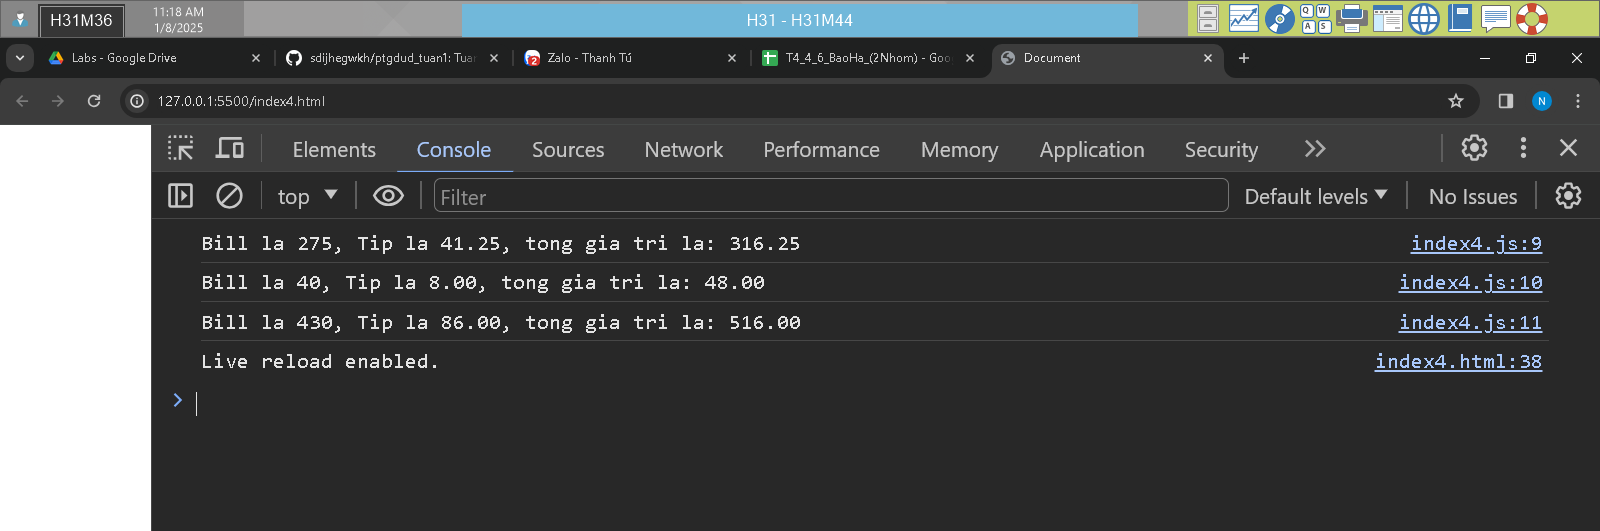 H31M36
11:18 AM
1/8/2025
H31 - H31M44
Q W
A S
Labs - Google Drive
sdijhegwkh/ptgdud_tuan1: Tuan
2
Zalo - Thanh Tú
T4_4_6_BaoHa_(2Nhom) - Goo
Document
127.0.0.1:5500/index4.html
N
Elements
Console
Sources
Network
Performance
Memory
Application
Security
top
Filter
Default levels
No Issues
Bill la 275, Tip la 41.25, tong gia tri la: 316.25 index4.js:9
Bill la 40, Tip la 8.00, tong gia tri la: 48.00 index4.js:10
Bill la 430, Tip la 86.00, tong gia tri la: 516.00 index4.js:11
Live reload enabled. index4.html:38